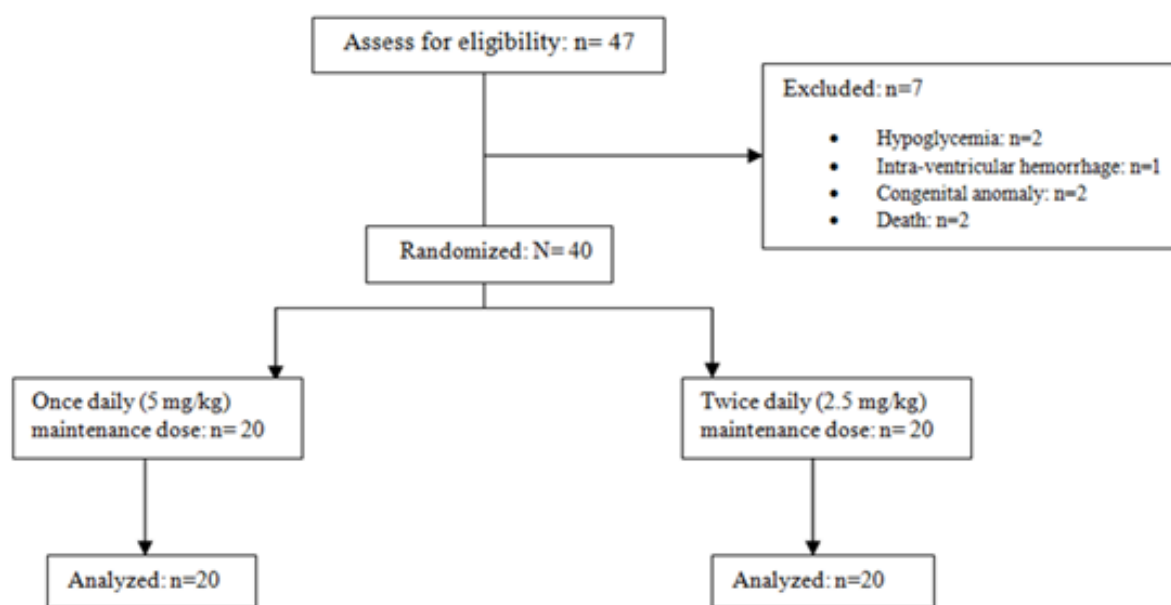 Assess for eligibility: n= 47
Excluded: n=7
• Hypoglycemia: n=2
• Intra-ventricular hemorrhage: n=1
• Congenital anomaly: n=2
• Death: n=2
Randomized: N= 40
Once daily (5 mg/kg)
maintenance dose: n= 20
Twice daily (2.5 mg/kg)
maintenance dose: n= 20
Analyzed: n=20
Analyzed: n=20